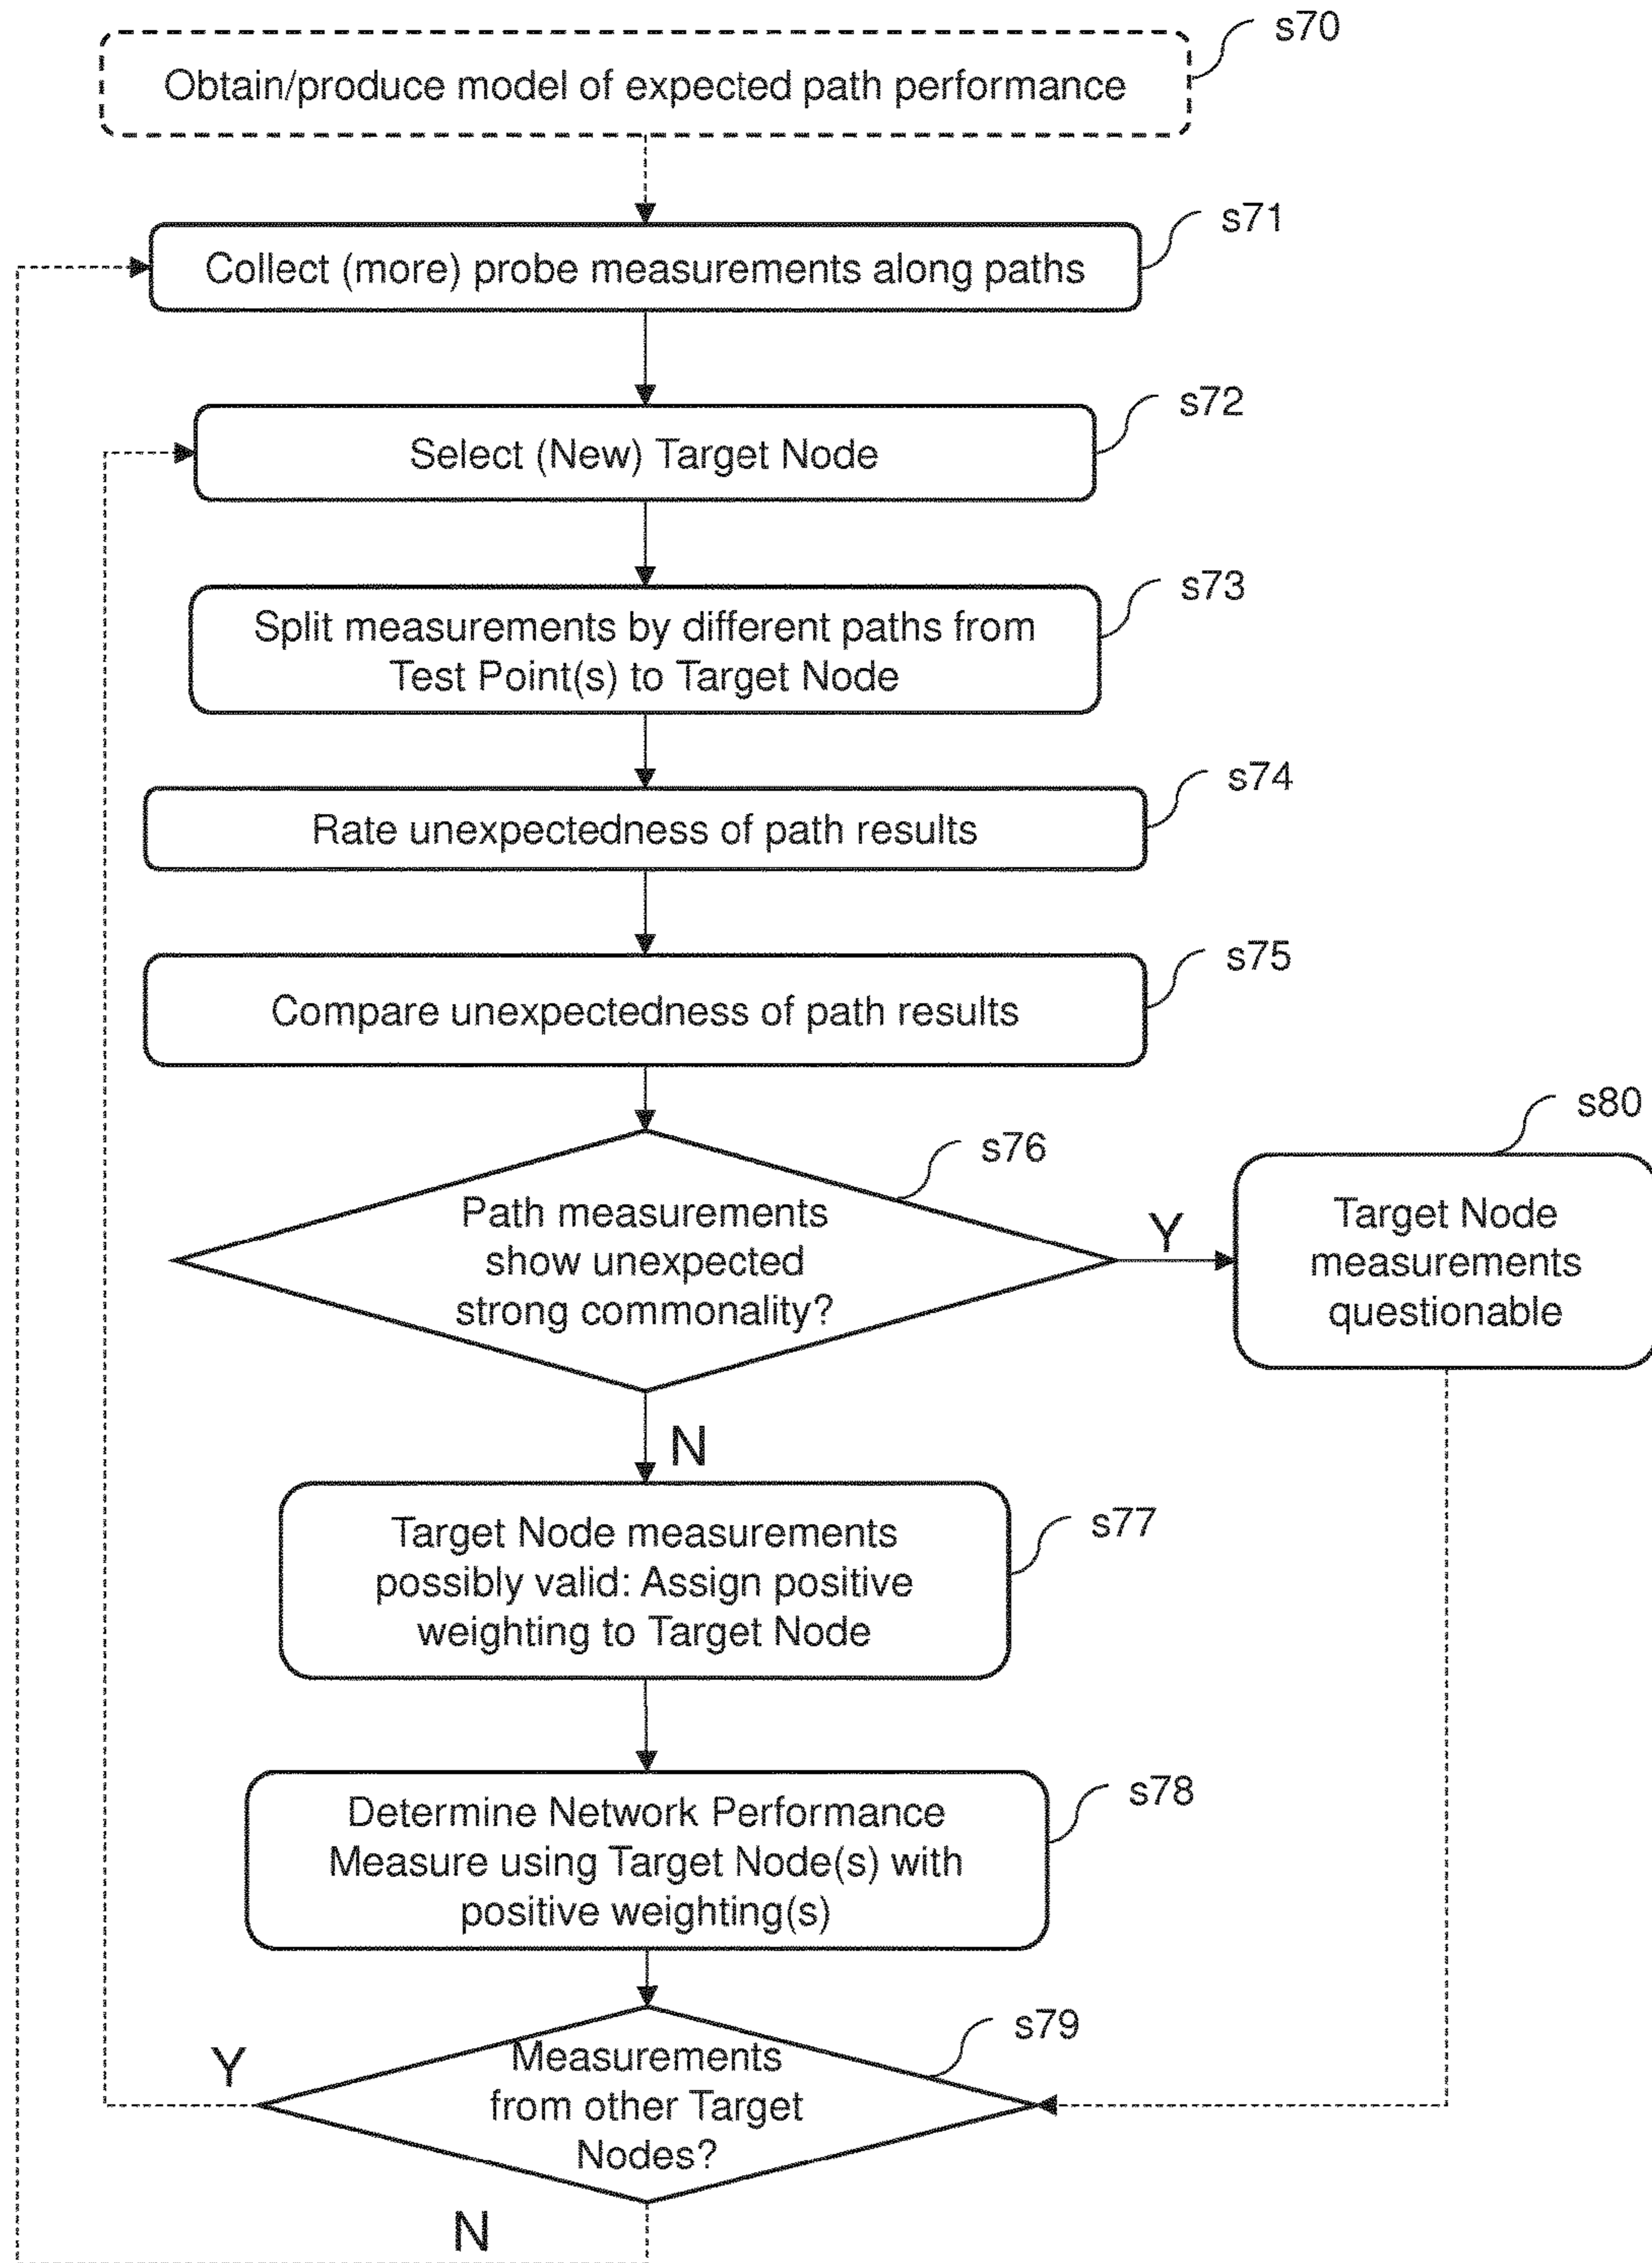 s70
Obtain/produce model of expected path performance
s71
Collect (more) probe measurements along paths
s72
Select (New) Target Node
s73
Split measurements by different paths from
Test Point(s) to Target Node
s74
Rate unexpectedness of path results
s75
Compare unexpectedness of path results
s76
Path measurements
show unexpected
strong commonality?
Y
s80
Target Node
measurements
questionable
N
s77
Target Node measurements
possibly valid: Assign positive
weighting to Target Node
s78
Determine Network Performance
Measure using Target Node(s) with
positive weighting(s)
s79
Measurements
from other Target
Nodes?
Y
N